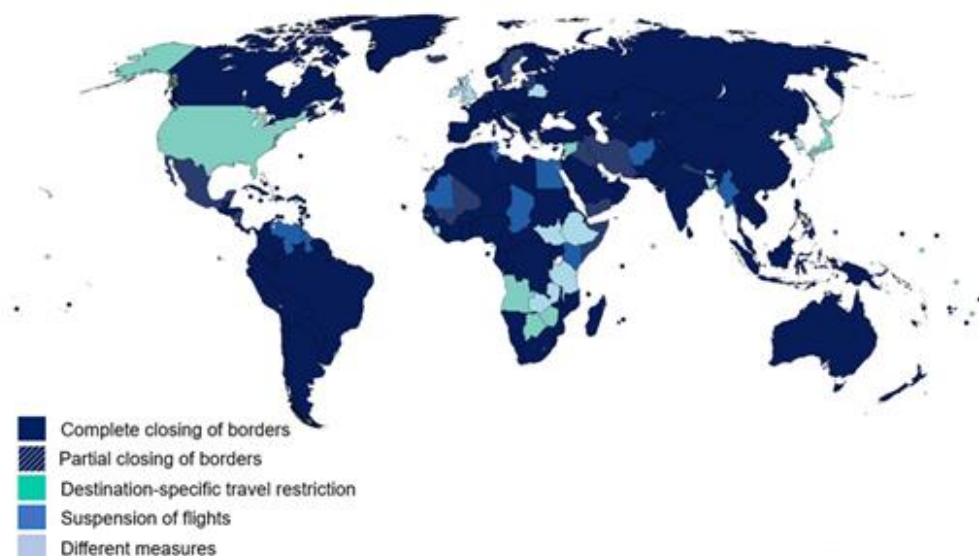 Complete closing of borders
Partial closing of borders
Destination-specific travel restriction
Suspension of flights
Different measures